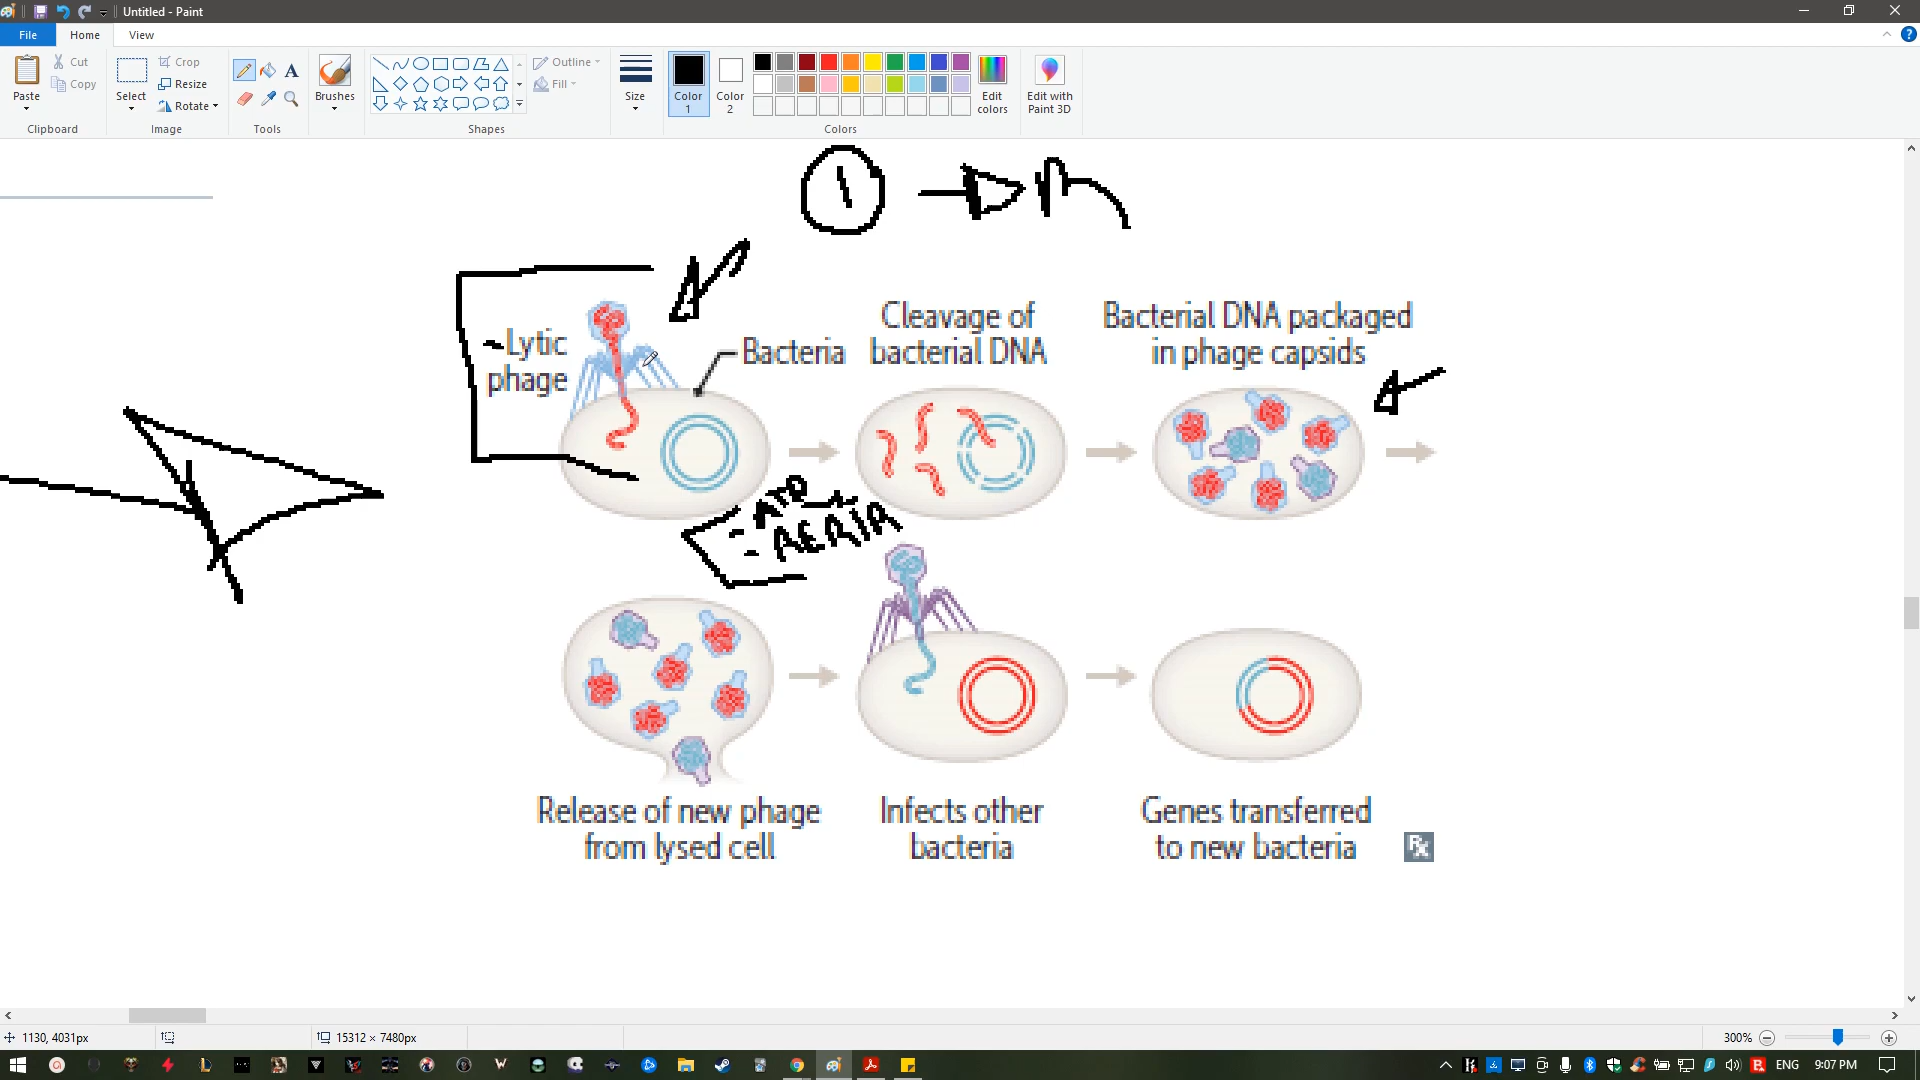 Untitled - Paint
File Home View
Paste
Cut
Copy
Clipboard
Select
Crop
Resize
Rotate
Image
Tools
Brushes
Shapes
Outline
Fill
Size
Color 1
Color 2
Edit colors
Edit with Paint 3D
Colors
1
Lytic
phage
Bacteria
Cleavage of
bacterial DNA
Bacterial DNA packaged
in phage capsids
Release of new phage
from lysed cell
Infects other
bacteria
Genes transferred
to new bacteria
Rx
1130, 4031px
15312 × 7480px
300%
ENG
9:07 PM